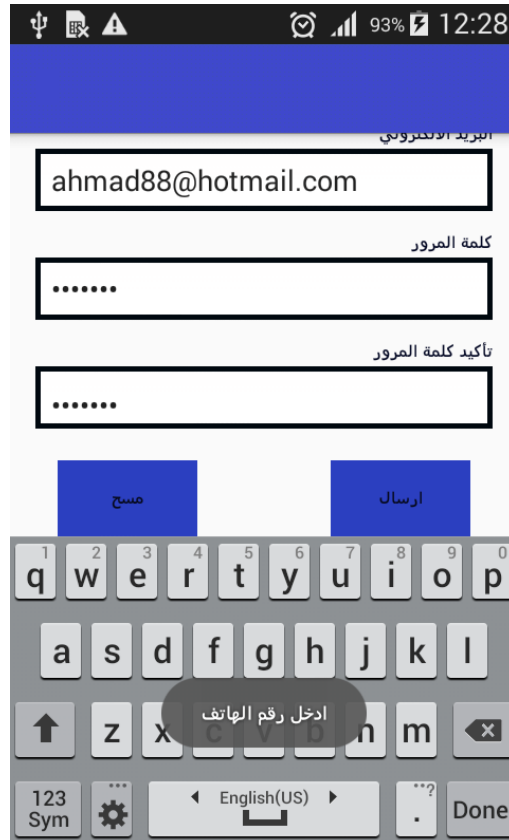 93% 12:28
البريد الالكتروني
ahmad88@hotmail.com
كلمة المرور
•••••••
تأكيد كلمة المرور
•••••••
ارسال مسح
1 2 3 4 5 6 7 8 9 0
q w e r t y u i o p
a s d f g h j k l
ادخل رقم الهاتف
z x c v b n m
123 Sym English(US) . Done